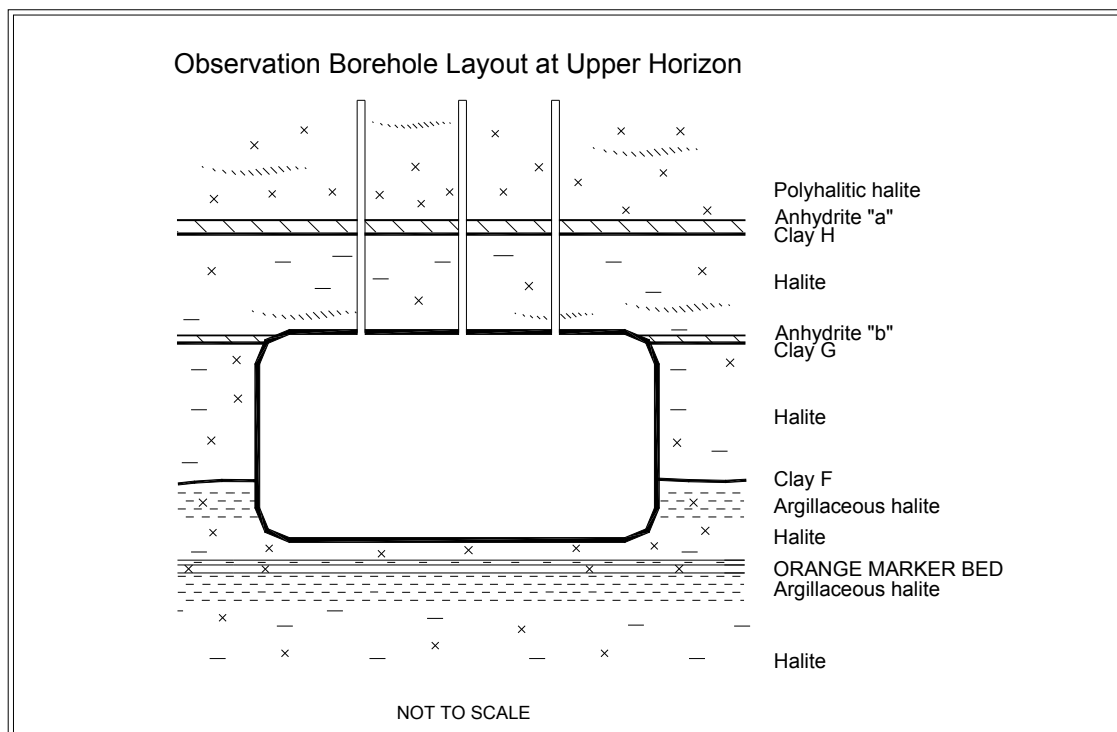 Observation Borehole Layout at Upper Horizon
Polyhalitic halite
Anhydrite "a"
Clay H
Halite
Anhydrite "b"
Clay G
Halite
Clay F
Argillaceous halite
Halite
ORANGE MARKER BED
Argillaceous halite
Halite
NOT TO SCALE